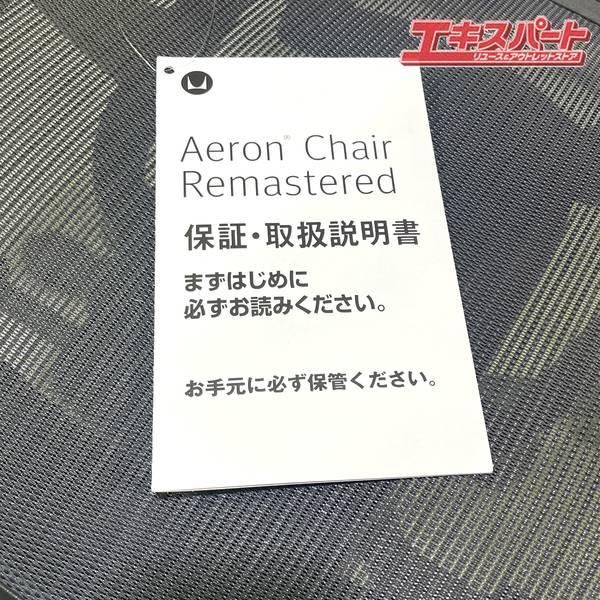 エキスパート
リユース&アウトレットストア
Aeron® Chair
Remastered
保証・取扱説明書
まずはじめに
必ずお読みください。
お手元に必ず保管ください。